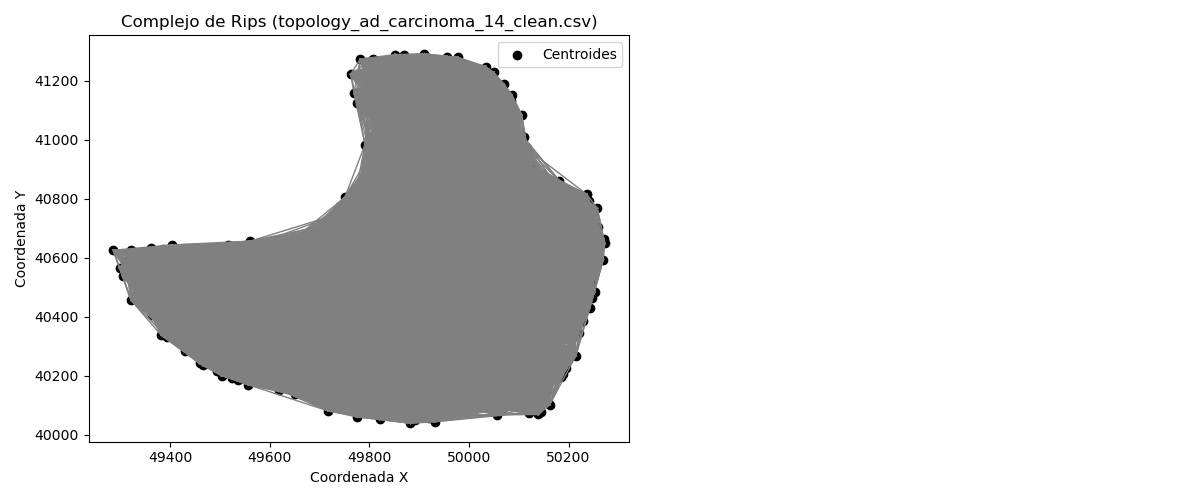 Complejo de Rips (topology_ad_carcinoma_14_clean.csv)
Centroides
41200
41000
40800
40600
40400
40200
40000
Coordenada Y
49400 49600 49800 50000 50200
Coordenada X